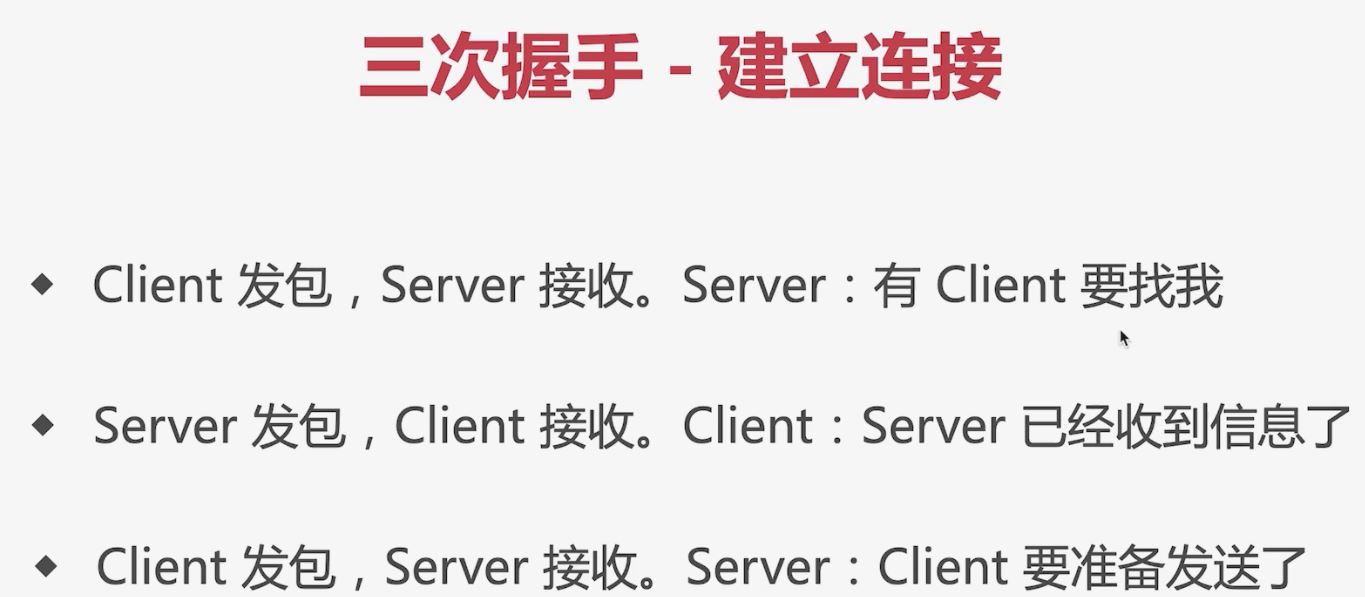 三次握手 - 建立连接
◆ Client 发包，Server 接收。Server：有 Client 要找我
◆ Server 发包，Client 接收。Client：Server 已经收到信息了
◆ Client 发包，Server 接收。Server：Client 要准备发送了